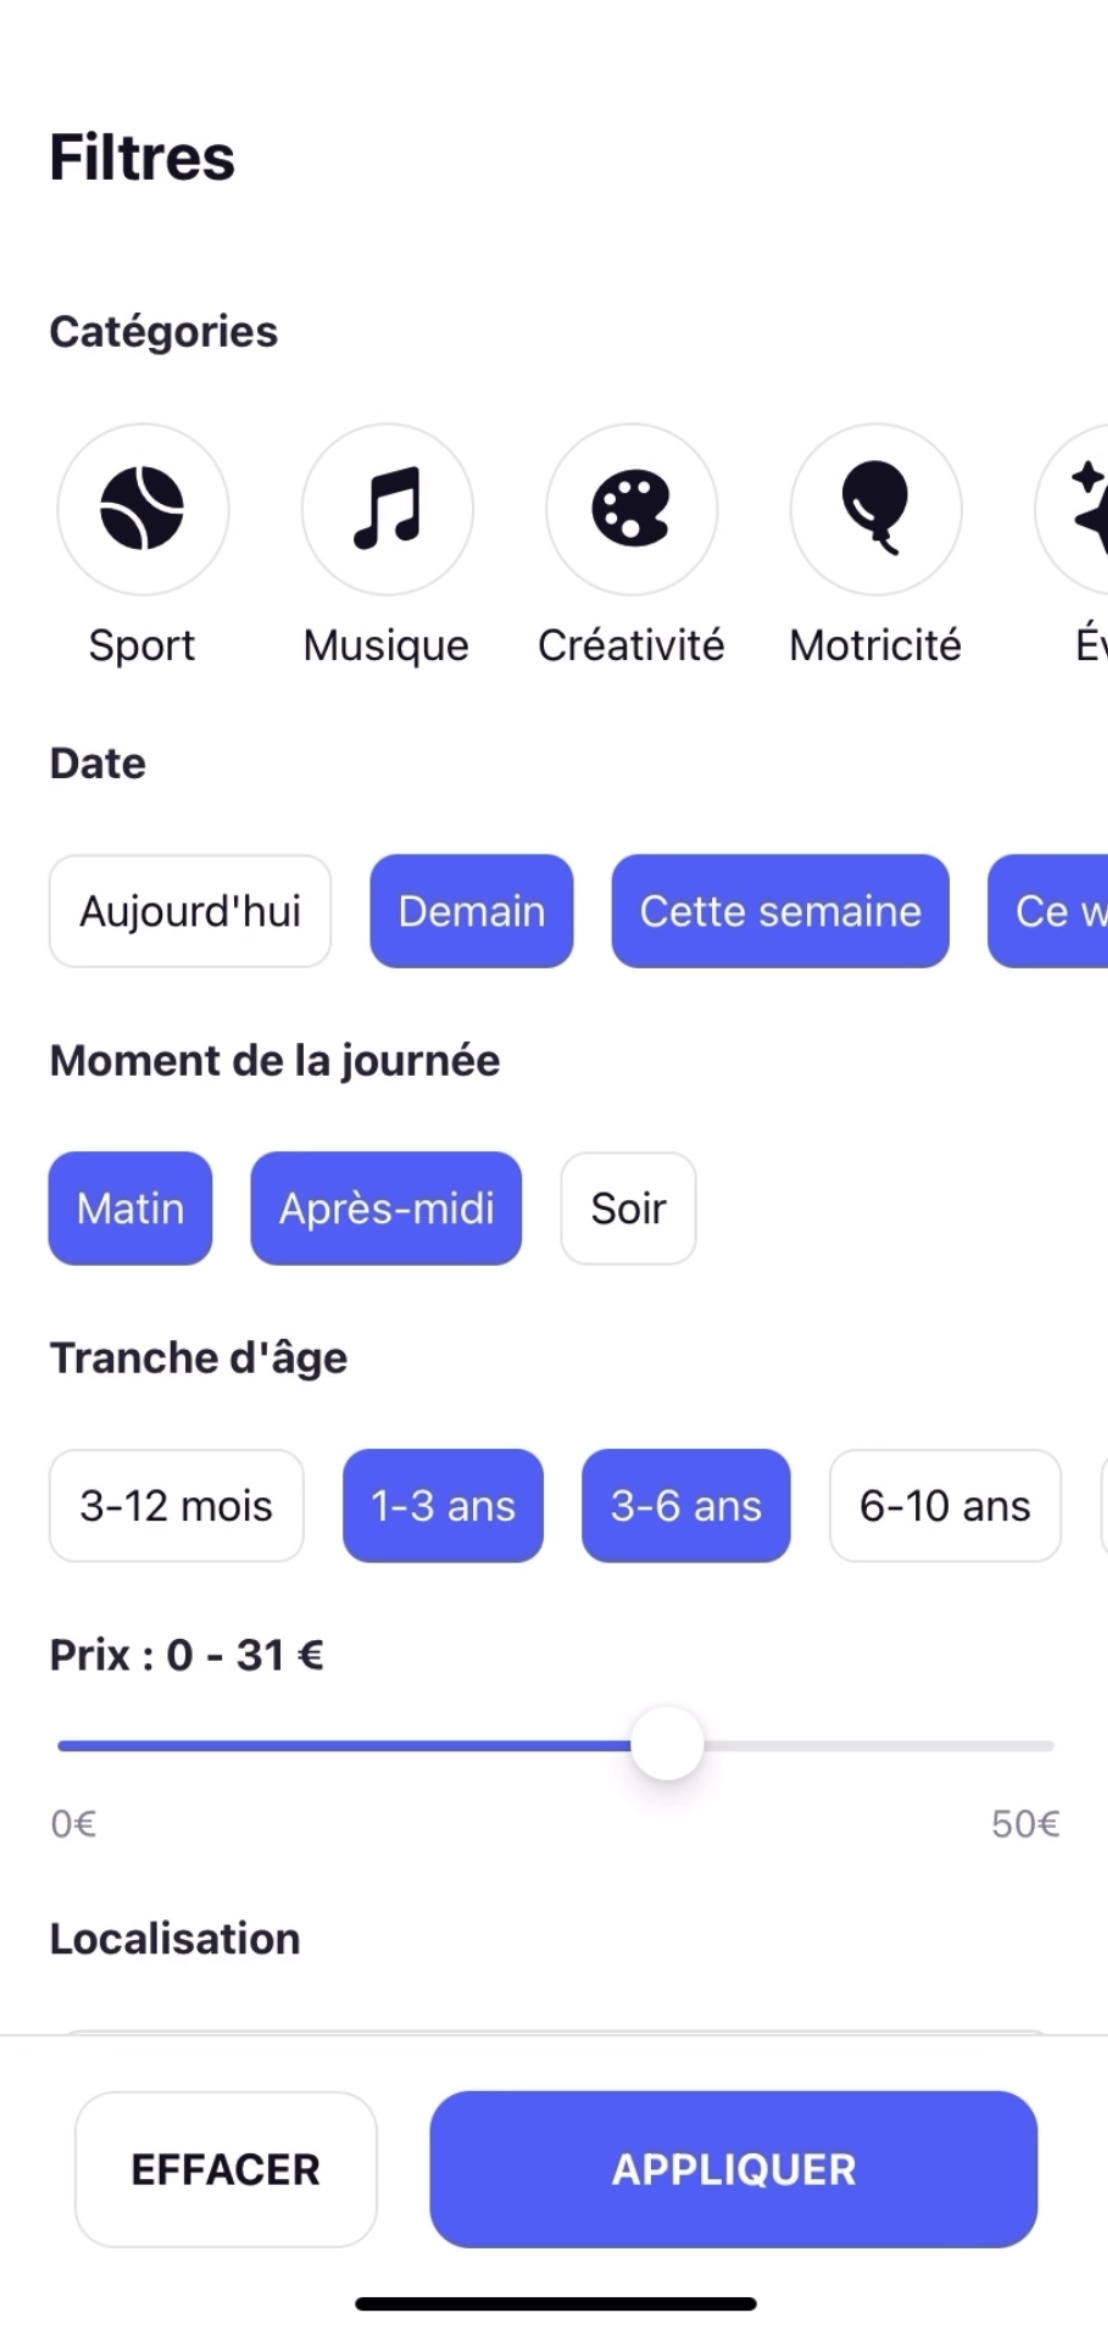 Filtres
Catégories
Sport Musique Créativité Motricité Év
Date
Aujourd'hui Demain Cette semaine Ce w
Moment de la journée
Matin Après-midi Soir
Tranche d'âge
3-12 mois 1-3 ans 3-6 ans 6-10 ans
Prix : 0 - 31 €
0€ 50€
Localisation
EFFACER APPLIQUER